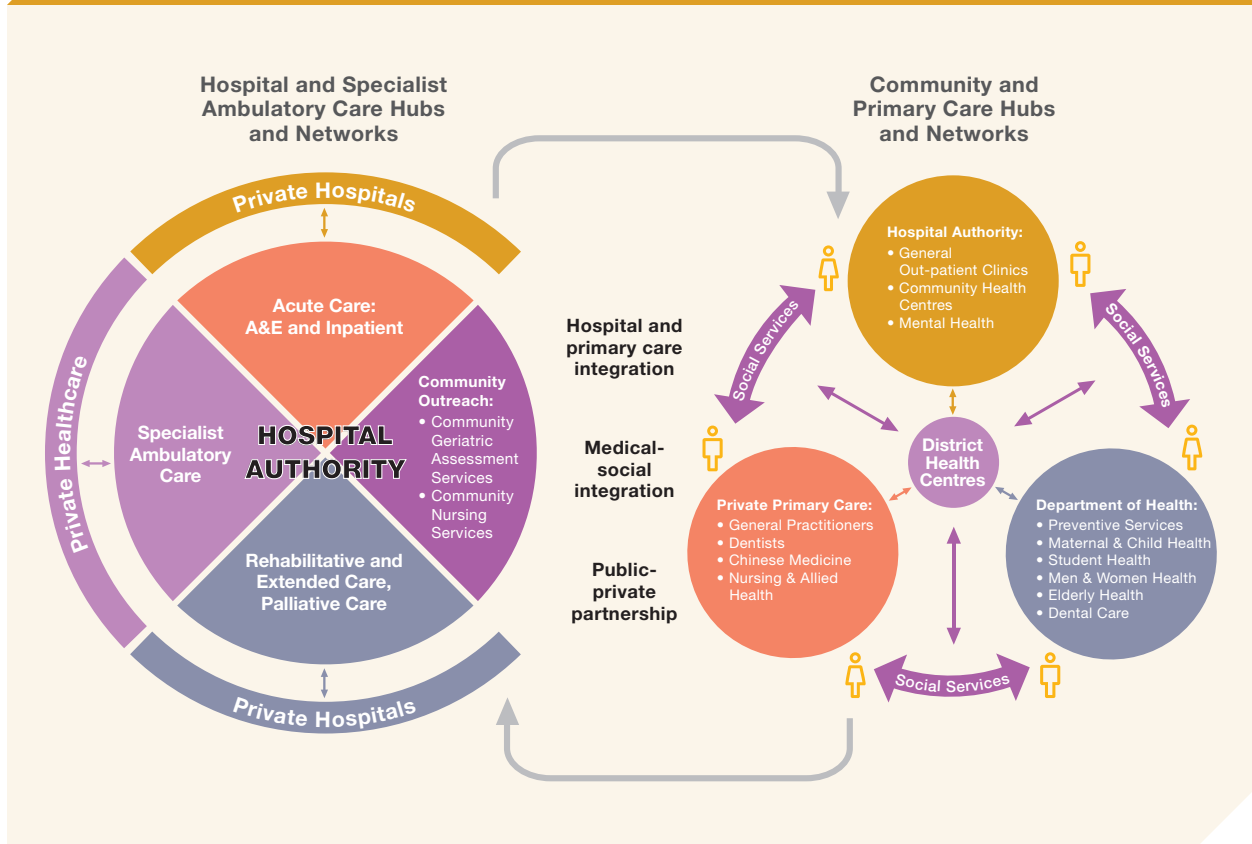 Hospital and Specialist
Ambulatory Care Hubs
and Networks
Private Hospitals
Private Healthcare
Acute Care:
A&E and Inpatient
Specialist
Ambulatory
Care
HOSPITAL
AUTHORITY
Community
Outreach:
• Community
Geriatric
Assessment
Services
• Community
Nursing
Services
Rehabilitative and
Extended Care,
Palliative Care
Private Hospitals
Hospital and
primary care
integration
Medical-
social
integration
Public-
private
partnership
Community and
Primary Care Hubs
and Networks
Hospital Authority:
• General
Out-patient Clinics
• Community Health
Centres
• Mental Health
Social Services
Social Services
District
Health
Centres
Private Primary Care:
• General Practitioners
• Dentists
• Chinese Medicine
• Nursing & Allied
Health
Department of Health:
• Preventive Services
• Maternal & Child Health
• Student Health
• Men & Women Health
• Elderly Health
• Dental Care
Social Services